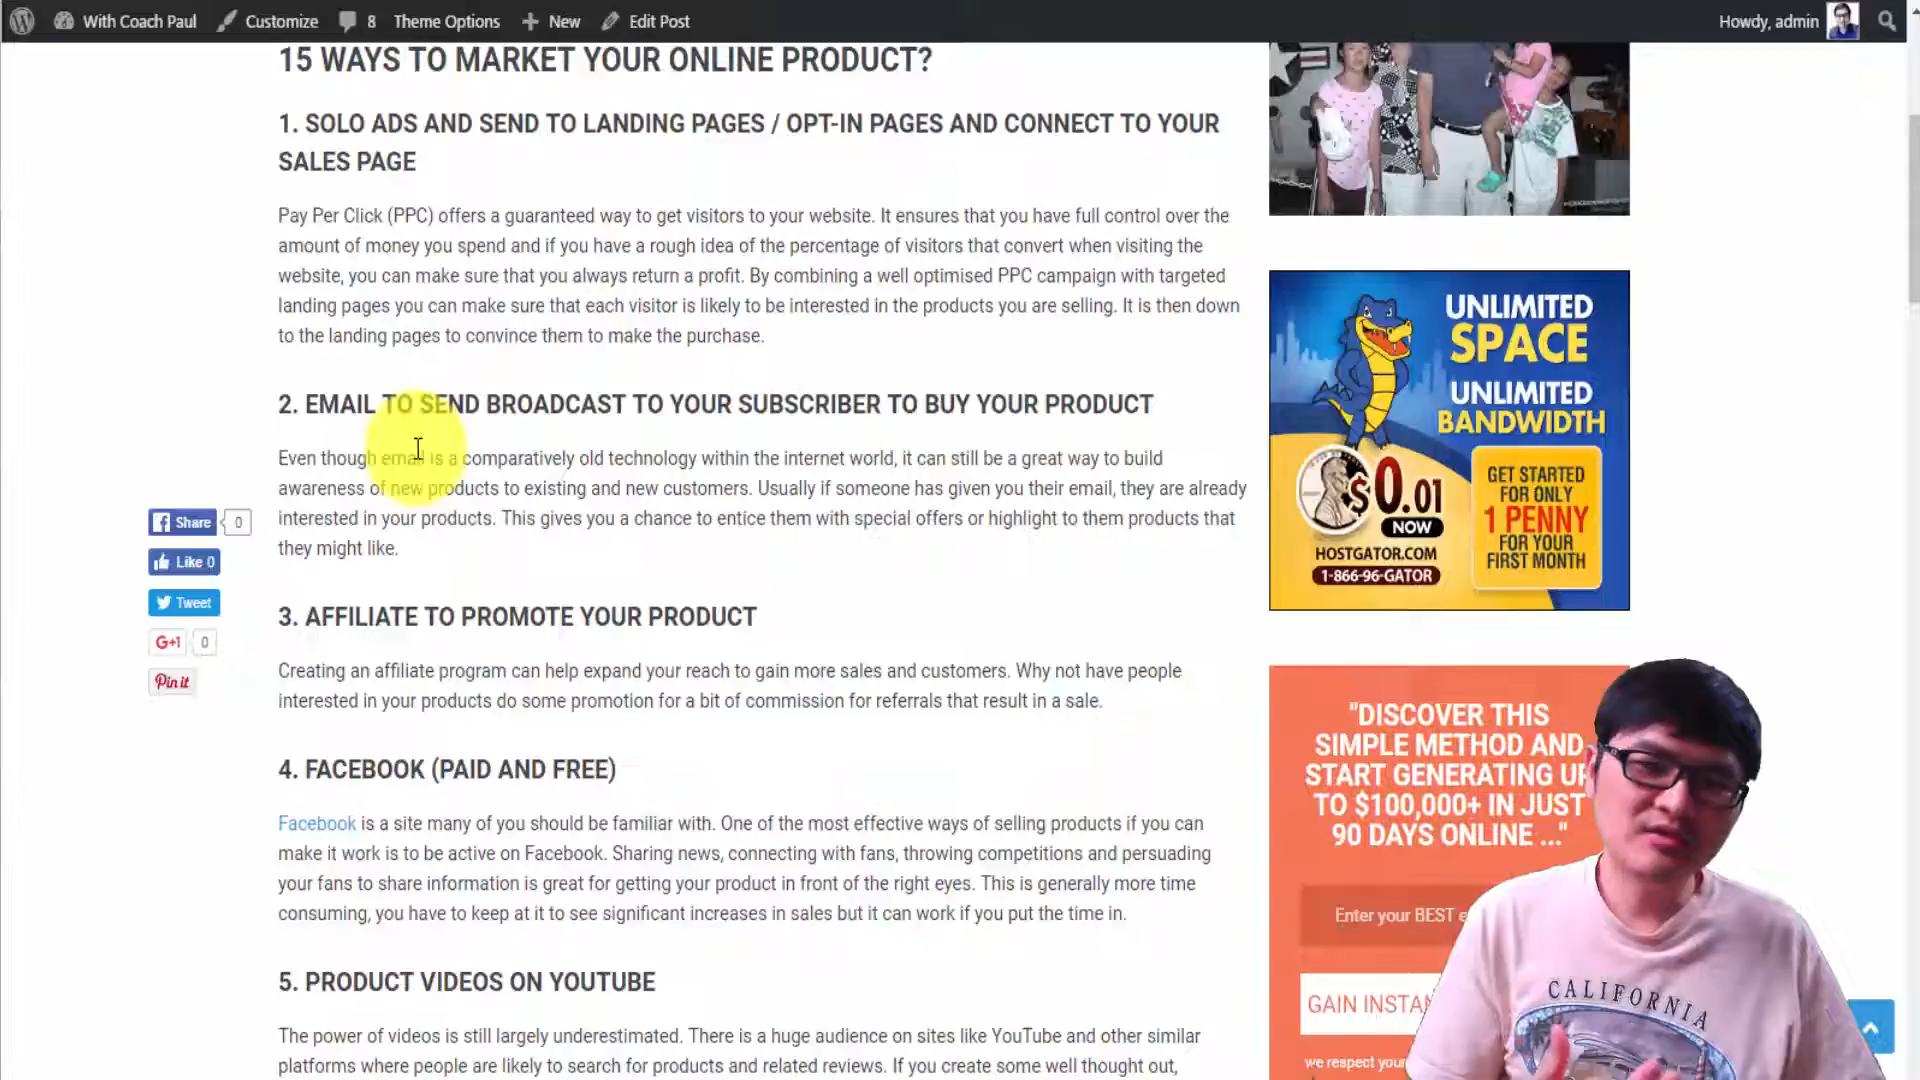 With Coach Paul
Customize
8
Theme Options
New
Edit Post
Howdy, admin
15 WAYS TO MARKET YOUR ONLINE PRODUCT?
1. SOLO ADS AND SEND TO LANDING PAGES / OPT-IN PAGES AND CONNECT TO YOUR
SALES PAGE
Pay Per Click (PPC) offers a guaranteed way to get visitors to your website. It ensures that you have full control over the
amount of money you spend and if you have a rough idea of the percentage of visitors that convert when visiting the
website, you can make sure that you always return a profit. By combining a well optimised PPC campaign with targeted
landing pages you can make sure that each visitor is likely to be interested in the products you are selling. It is then down
to the landing pages to convince them to make the purchase.
2. EMAIL TO SEND BROADCAST TO YOUR SUBSCRIBER TO BUY YOUR PRODUCT
Even though email is a comparatively old technology within the internet world, it can still be a great way to build
awareness of new products to existing and new customers. Usually if someone has given you their email, they are already
interested in your products. This gives you a chance to entice them with special offers or highlight to them products that
they might like.
3. AFFILIATE TO PROMOTE YOUR PRODUCT
Creating an affiliate program can help expand your reach to gain more sales and customers. Why not have people
interested in your products do some promotion for a bit of commission for referrals that result in a sale.
4. FACEBOOK (PAID AND FREE)
Facebook is a site many of you should be familiar with. One of the most effective ways of selling products if you can
make it work is to be active on Facebook. Sharing news, connecting with fans, throwing competitions and persuading
your fans to share information is great for getting your product in front of the right eyes. This is generally more time
consuming, you have to keep at it to see significant increases in sales but it can work if you put the time in.
5. PRODUCT VIDEOS ON YOUTUBE
The power of videos is still largely underestimated. There is a huge audience on sites like YouTube and other similar
platforms where people are likely to search for products and related reviews. If you create some well thought out,
Share 0
Like 0
Tweet
G+1 0
Pin it
UNLIMITED
SPACE
UNLIMITED
BANDWIDTH
$0.01
NOW
HOSTGATOR.COM
1-866-96-GATOR
GET STARTED
FOR ONLY
1 PENNY
FOR YOUR
FIRST MONTH
"DISCOVER THIS
SIMPLE METHOD AND
START GENERATING UP
TO $100,000+ IN JUST
90 DAYS ONLINE ..."
Enter your BEST
GAIN
we respect your
CALIFORNIA